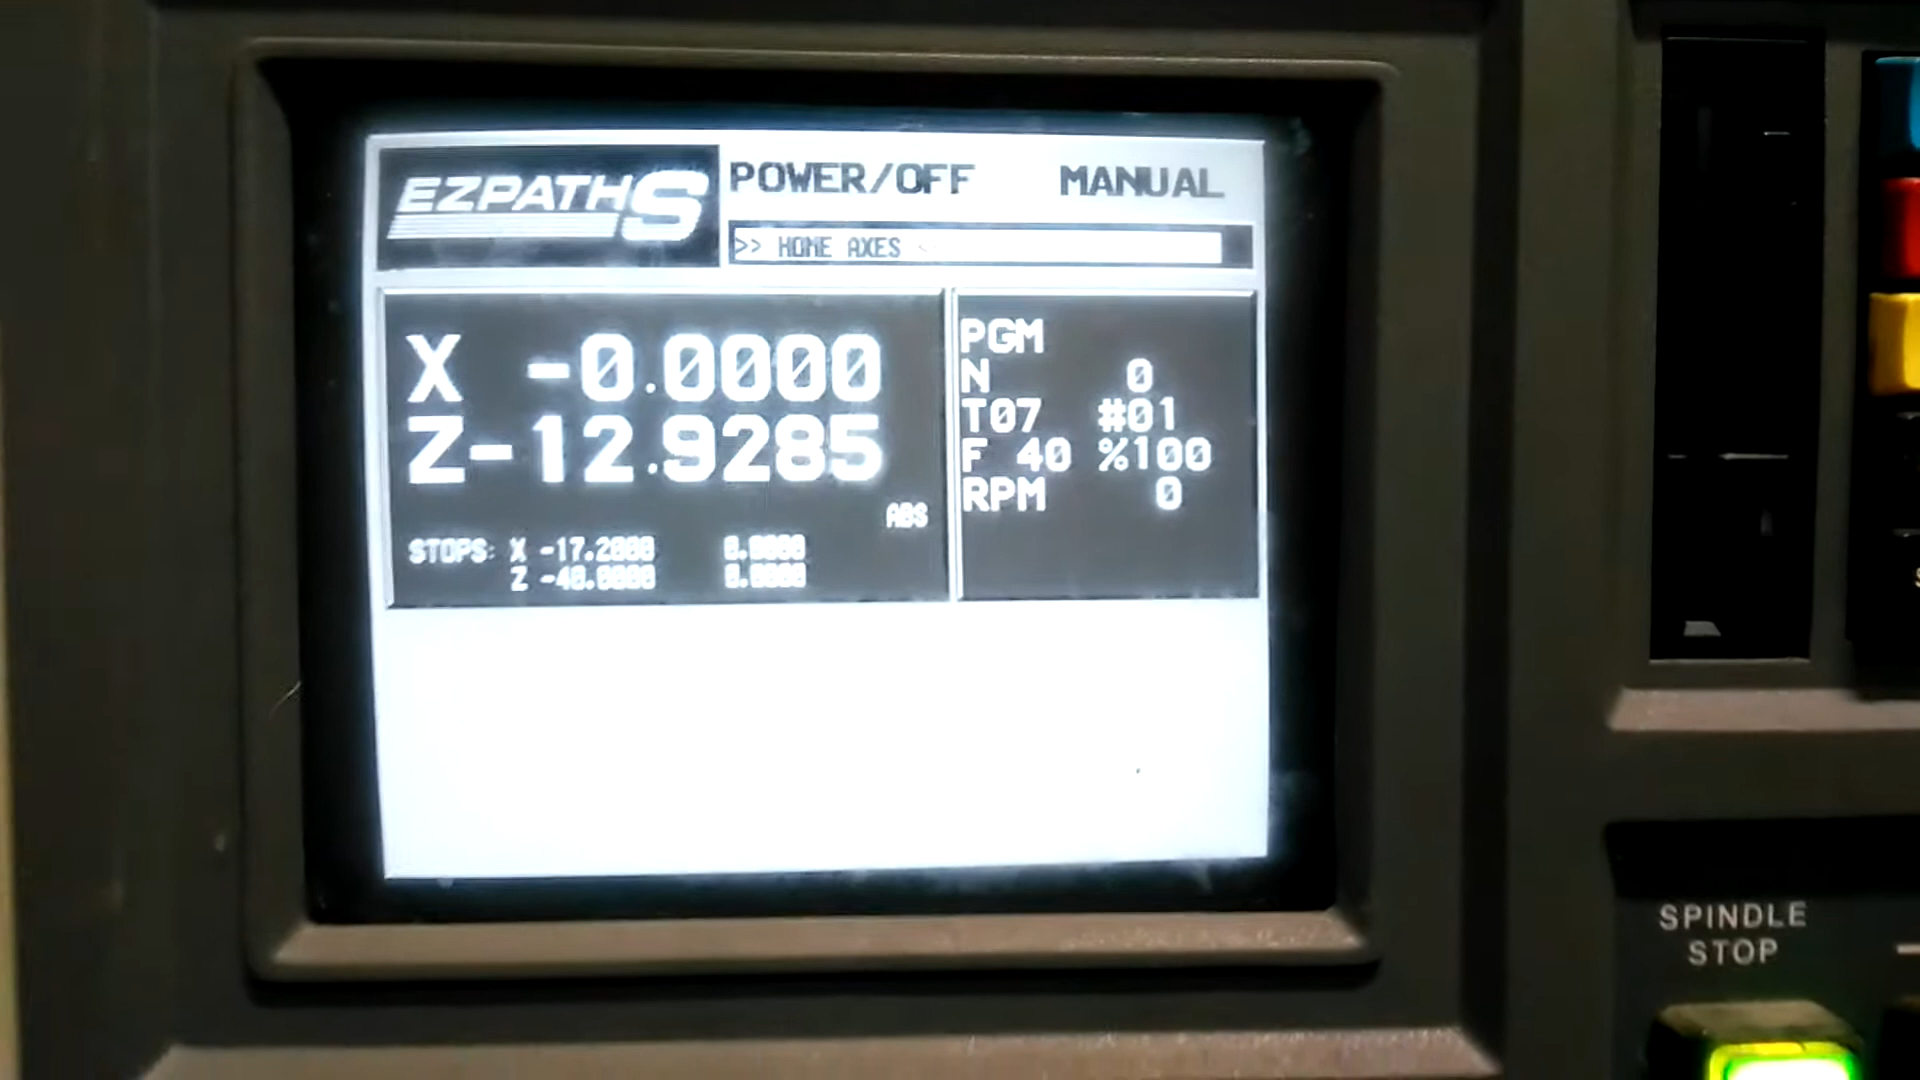 EZPATH S
POWER/OFF MANUAL
>> HOME AXES <
X -0.0000
Z-12.9285
ABS
STOPS: X -17.2000 0.0000
Z -40.0000 0.0000
PGM
N 0
T07 #01
F 40 %100
RPM 0
SPINDLE
STOP